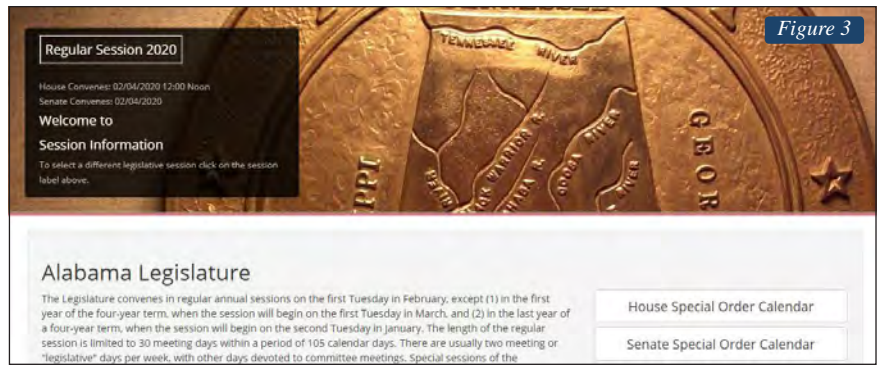 Figure 3
Regular Session 2020
House Convenes: 02/04/2020 12:00 Noon
Senate Convenes: 02/04/2020
Welcome to
Session Information
To select a different legislative session click on the session
label above.
TENNESSEE RIVER
RIVER
WARRIOR R.
COOSA RIVER
RIVER
PPI
GEOR
Alabama Legislature
The Legislature convenes in regular annual sessions on the first Tuesday in February, except (1) in the first
year of the four-year term, when the session will begin on the first Tuesday in March, and (2) in the last year of
a four-year term, when the session will begin on the second Tuesday in January. The length of the regular
session is limited to 30 meeting days within a period of 105 calendar days. There are usually two meeting or
"legislative" days per week, with other days devoted to committee meetings. Special sessions of the
House Special Order Calendar
Senate Special Order Calendar